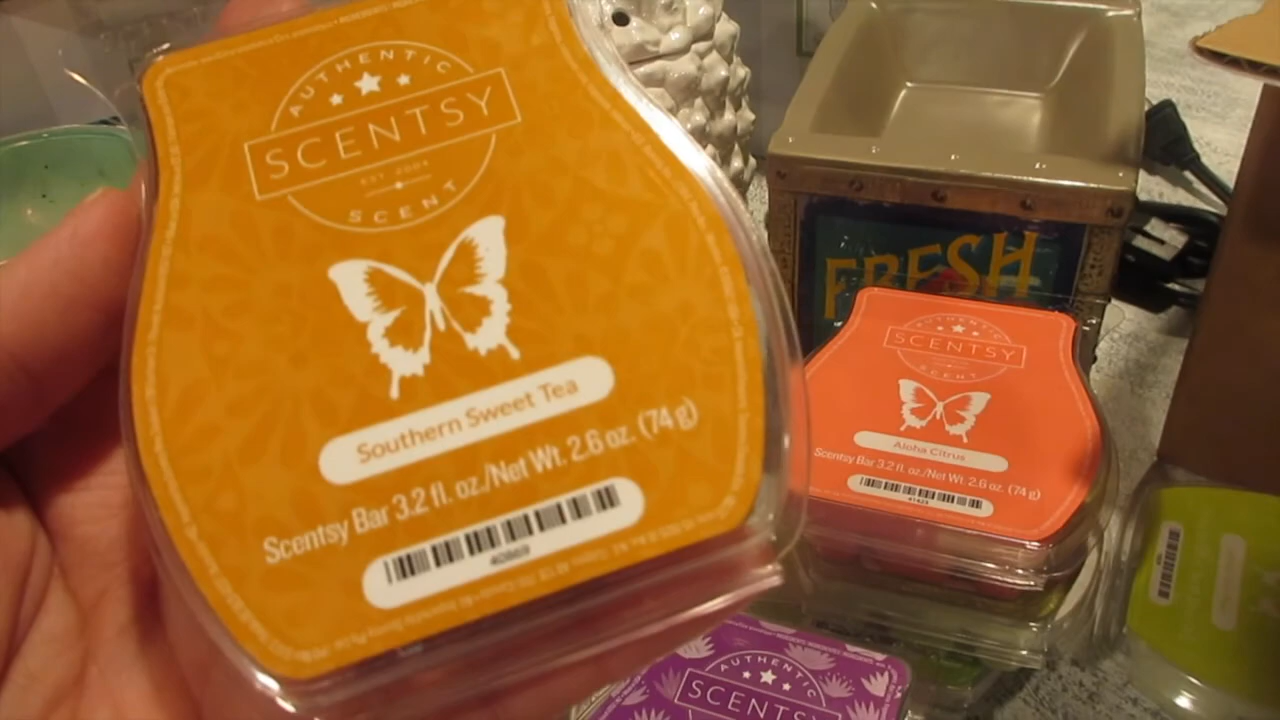 AUTHENTIC
SCENTSY
EST. 2004
SCENT
Southern Sweet Tea
Scentsy Bar 3.2 fl. oz./Net Wt. 2.6 oz. (74 g)
FRESH
AUTHENTIC
SCENTSY
SCENT
Aloha Citrus
Scentsy Bar 3.2 fl. oz./Net Wt. 2.6 oz. (74 g)
41423
AUTHENTIC
SCENTSY